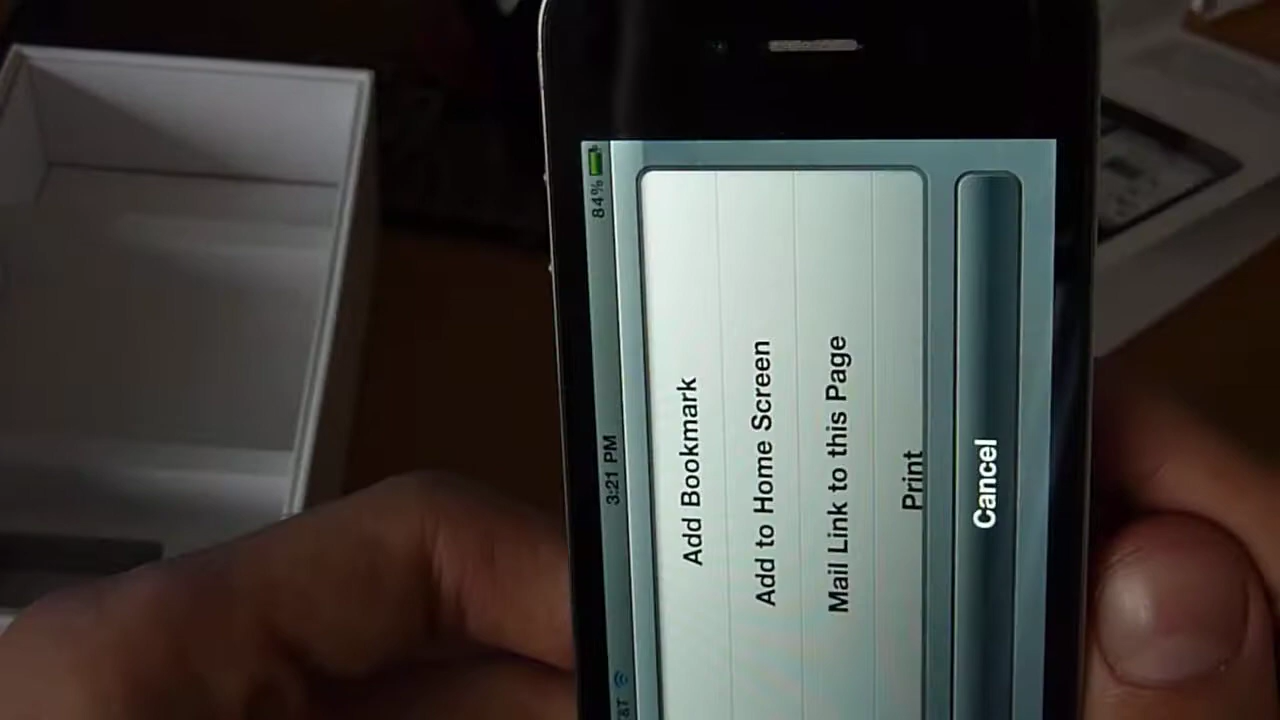 T&T 3:21 PM 84%
Add Bookmark
Add to Home Screen
Mail Link to this Page
Print
Cancel